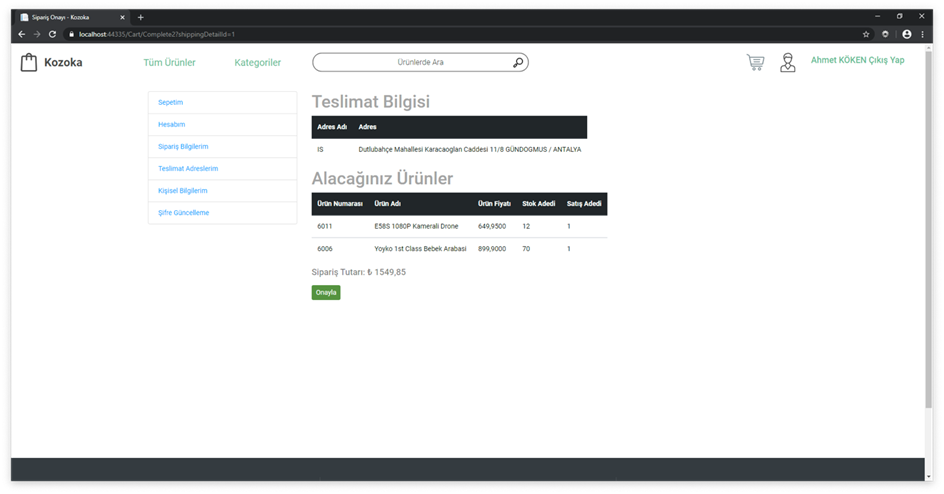 Sipariş Onayı - Kozoka
localhost:44335/Cart/Complete2?shippingDetailId=1
Kozoka
Tüm Ürünler
Kategoriler
Ürünlerde Ara
Ahmet KÖKEN Çıkış Yap
Sepetim
Hesabım
Sipariş Bilgilerim
Teslimat Adreslerim
Kişisel Bilgilerim
Şifre Güncelleme
Teslimat Bilgisi
Adres Adı Adres
IS Dutlubahçe Mahallesi Karacaoglan Caddesi 11/8 GÜNDOGMUS / ANTALYA
Alacağınız Ürünler
Ürün Numarası Ürün Adı Ürün Fiyatı Stok Adedi Satış Adedi
6011 E58S 1080P Kamerali Drone 649,9500 12 1
6006 Yoyko 1st Class Bebek Arabasi 899,9000 70 1
Sipariş Tutarı: ₺ 1549,85
Onayla